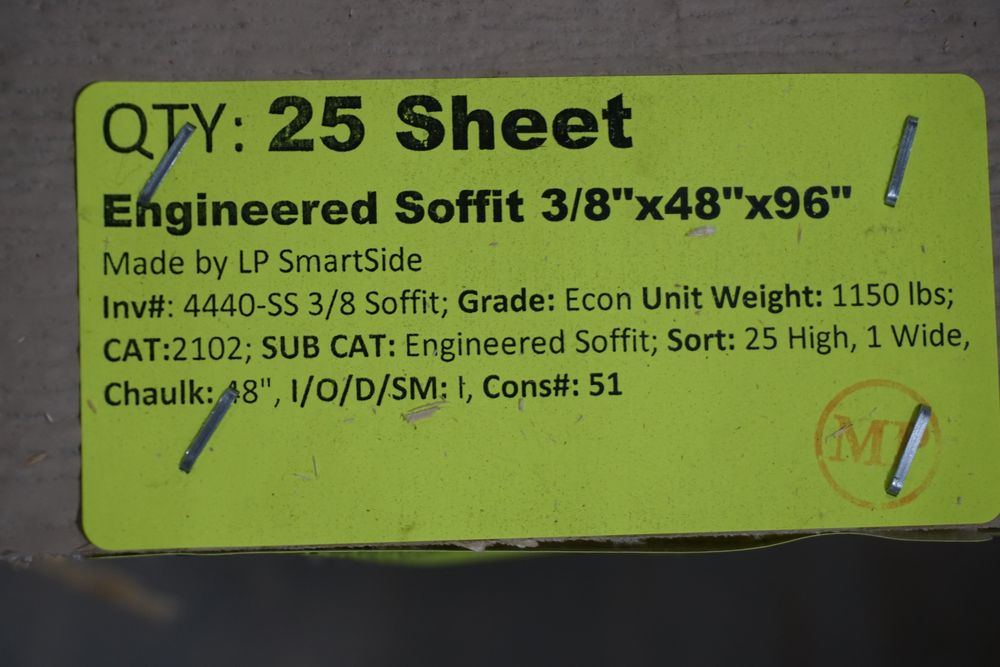 QTY: 25 Sheet
Engineered Soffit 3/8"x48"x96"
Made by LP SmartSide
Inv#: 4440-SS 3/8 Soffit; Grade: Econ Unit Weight: 1150 lbs;
CAT:2102; SUB CAT: Engineered Soffit; Sort: 25 High, 1 Wide,
Chaulk: 48", I/O/D/SM: I, Cons#: 51
MP